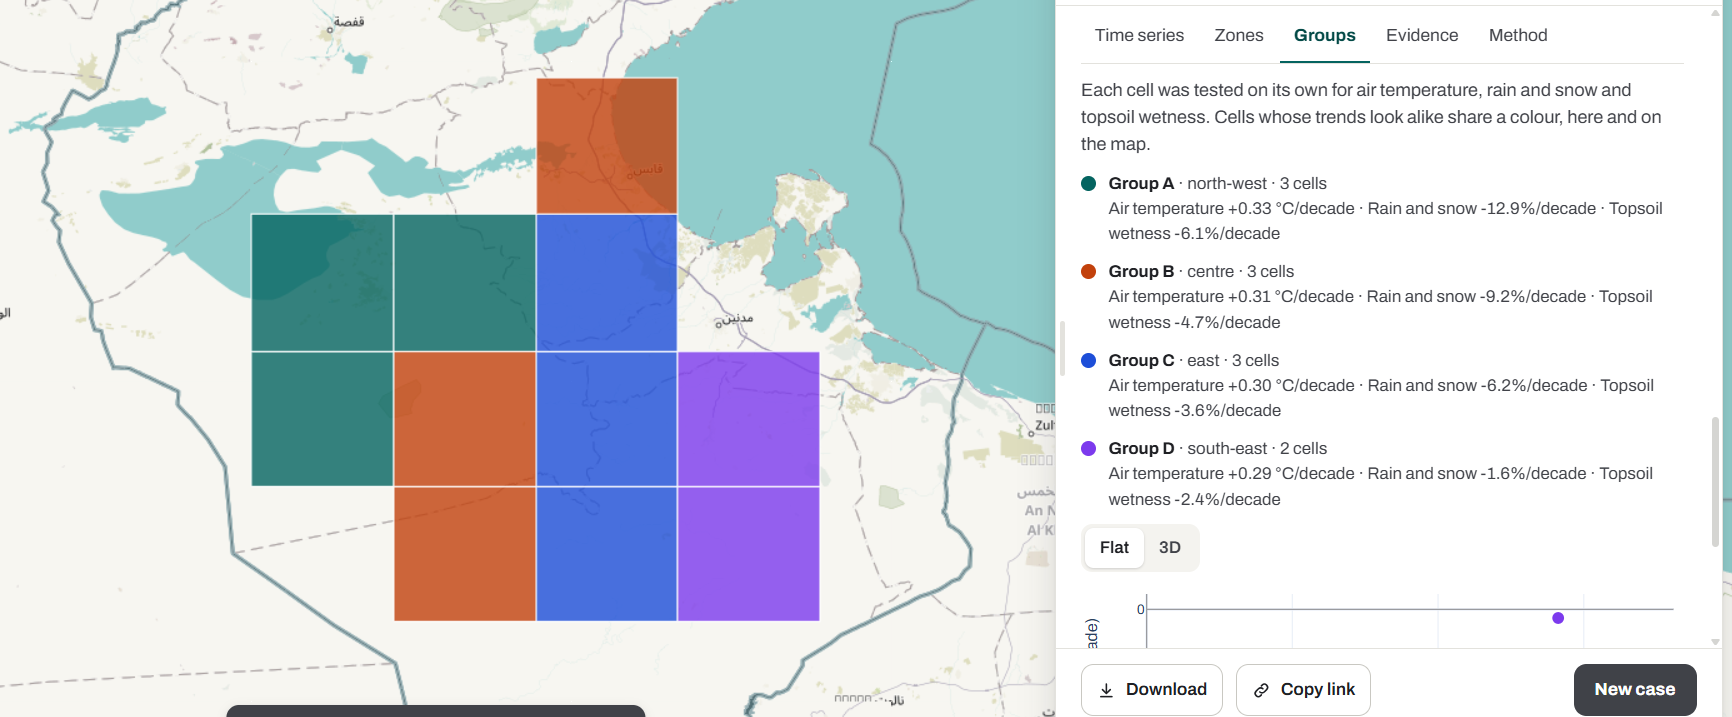 قفصة
قابس
مدنين
Zul
خمس
An N
Al K
Time series
Zones
Groups
Evidence
Method
Each cell was tested on its own for air temperature, rain and snow and
topsoil wetness. Cells whose trends look alike share a colour, here and on
the map.
Group A · north-west · 3 cells
Air temperature +0.33 °C/decade · Rain and snow -12.9%/decade · Topsoil
wetness -6.1%/decade
Group B · centre · 3 cells
Air temperature +0.31 °C/decade · Rain and snow -9.2%/decade · Topsoil
wetness -4.7%/decade
Group C · east · 3 cells
Air temperature +0.30 °C/decade · Rain and snow -6.2%/decade · Topsoil
wetness -3.6%/decade
Group D · south-east · 2 cells
Air temperature +0.29 °C/decade · Rain and snow -1.6%/decade · Topsoil
wetness -2.4%/decade
Flat
3D
0
ade)
Download
Copy link
New case